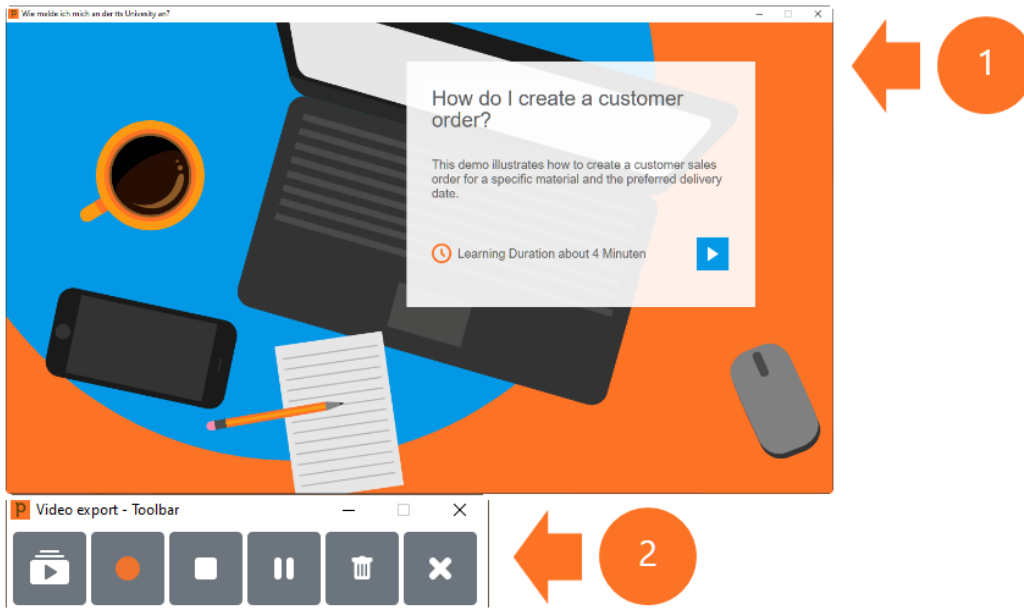 Wie malde ich mich an der tts Univesity an?
1
How do I create a customer
order?
This demo illustrates how to create a customer sales
order for a specific material and the preferred delivery
date.
Learning Duration about 4 Minuten
Video export - Toolbar
2